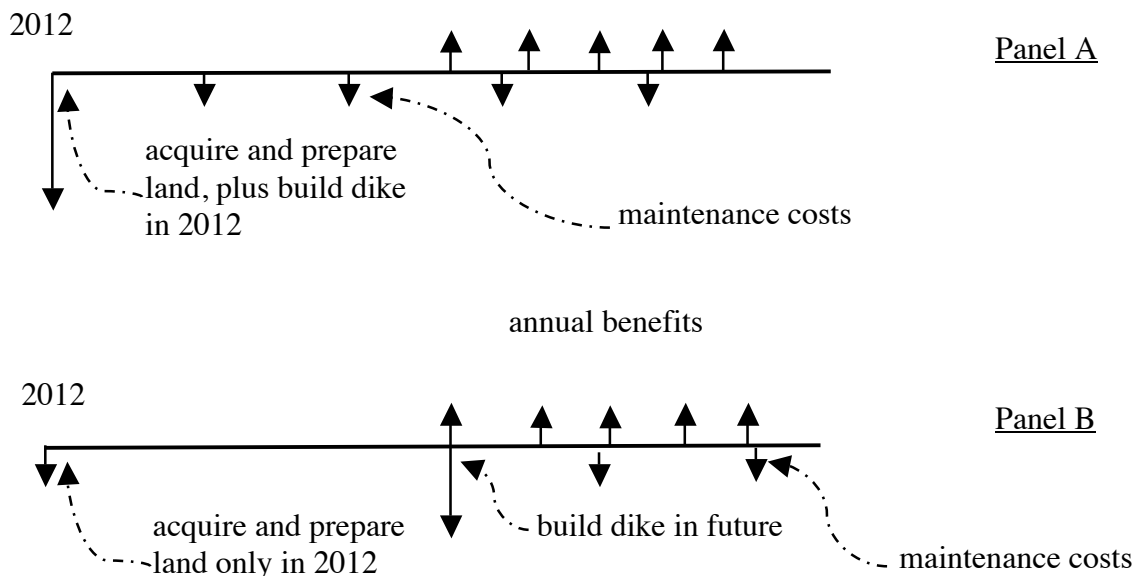 2012
Panel A
acquire and prepare
land, plus build dike
in 2012
maintenance costs
annual benefits
2012
Panel B
acquire and prepare
land only in 2012
build dike in future
maintenance costs